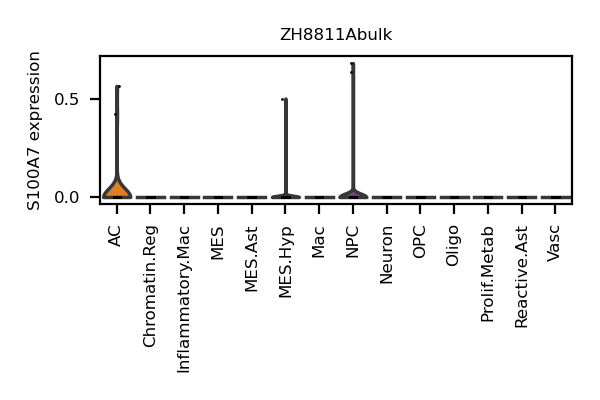 ZH8811Abulk
S100A7 expression
0.5
0.0
AC
Chromatin.Reg
Inflammatory.Mac
MES
MES.Ast
MES.Hyp
Mac
NPC
Neuron
OPC
Oligo
Prolif.Metab
Reactive.Ast
Vasc